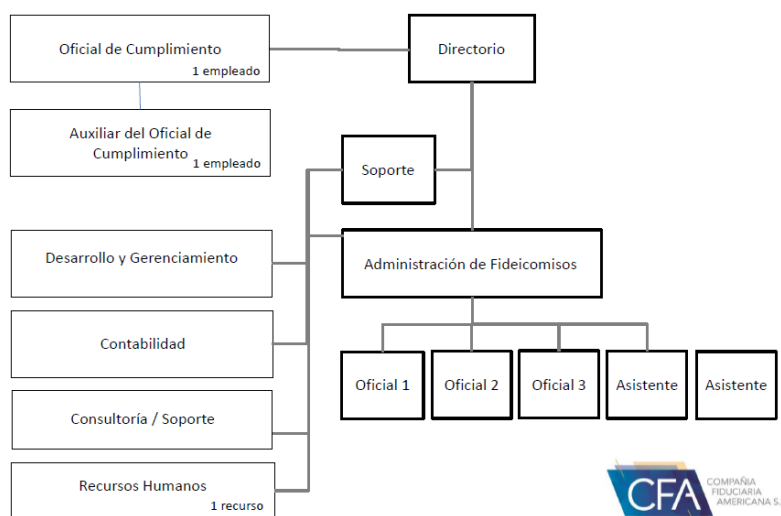 Oficial de Cumplimiento
1 empleado
Directorio
Auxiliar del Oficial de
Cumplimiento
1 empleado
Soporte
Desarrollo y Gerenciamiento
Administración de Fideicomisos
Contabilidad
Oficial 1
Oficial 2
Oficial 3
Asistente
Asistente
Consultoría / Soporte
Recursos Humanos
1 recurso
CFA
COMPAÑIA
FIDUCIARIA
AMERICANA S.